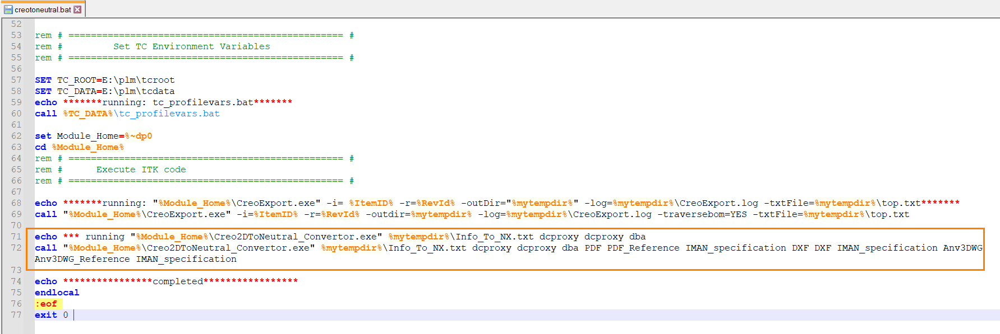 creotoneutral.bat
52
53 rem # ================================================= #
54 rem #         Set TC Environment Variables
55 rem # ================================================= #
56
57 SET TC_ROOT=E:\plm\tcroot
58 SET TC_DATA=E:\plm\tcdata
59 echo *******running: tc_profilevars.bat*******
60 call %TC_DATA%\tc_profilevars.bat
61
62 set Module_Home=%~dp0
63 cd %Module_Home%
64 rem # ================================================= #
65 rem #      Execute ITK code
66 rem # ================================================= #
67
68 echo *******running: "%Module_Home%\CreoExport.exe" -i= %ItemID% -r=%RevId% -outDir="%mytempdir%" -log=%mytempdir%\CreoExport.log -txtFile=%mytempdir%\top.txt*******
69 call "%Module_Home%\CreoExport.exe" -i=%ItemID% -r=%RevId% -outdir=%mytempdir% -log=%mytempdir%\CreoExport.log -traversebom=YES -txtFile=%mytempdir%\top.txt
70
71 echo *** running "%Module_Home%\Creo2DToNeutral_Convertor.exe" %mytempdir%\Info_To_NX.txt dcproxy dcproxy dba
72 call "%Module_Home%\Creo2DToNeutral_Convertor.exe" %mytempdir%\Info_To_NX.txt dcproxy dcproxy dba PDF PDF_Reference IMAN_specification DXF DXF IMAN_specification Anv3DWG
Anv3DWG_Reference IMAN_specification
73
74 echo ****************completed*****************
75 endlocal
76 :eof
77 exit 0